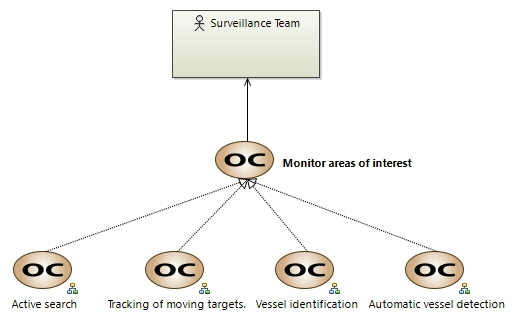 Surveillance Team
OC
Monitor areas of interest
OC OC OC OC
Active search Tracking of moving targets. Vessel identification Automatic vessel detection